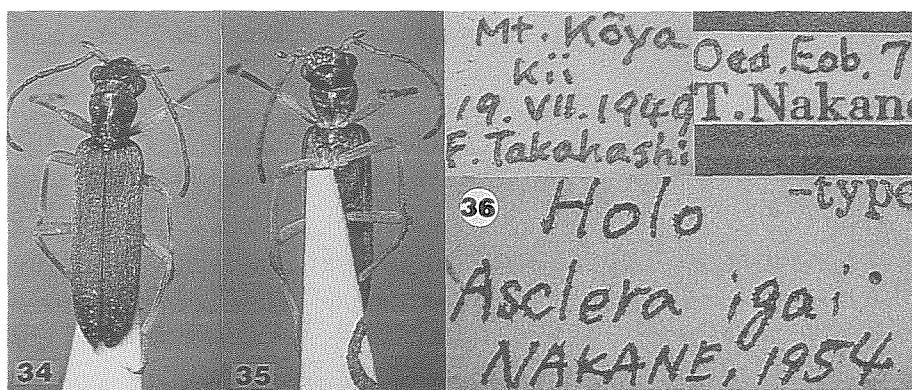 34
35
36
Mt. Kôya
Kii
19. VII. 1949
F. Takahashi
Oed. Eob. 7
T. Nakane
Holo -type
Asclera igai
NAKANE, 1954